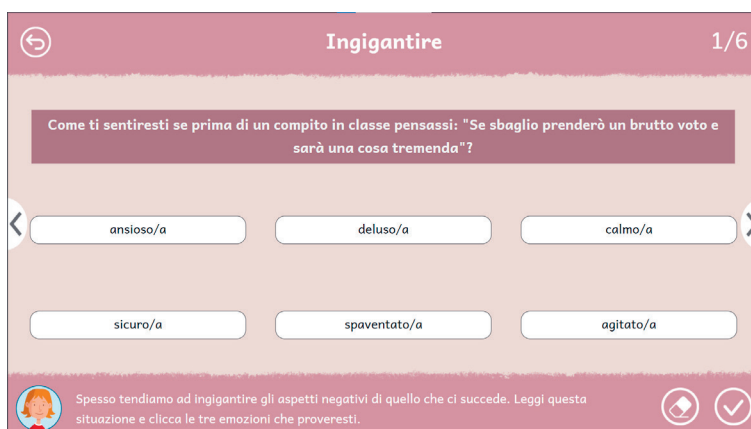 Ingigantire
1/6
Come ti sentiresti se prima di un compito in classe pensassi: "Se sbaglio prenderò un brutto voto e
sarà una cosa tremenda"?
ansioso/a
deluso/a
calmo/a
sicuro/a
spaventato/a
agitato/a
Spesso tendiamo ad ingigantire gli aspetti negativi di quello che ci succede. Leggi questa
situazione e clicca le tre emozioni che proveresti.